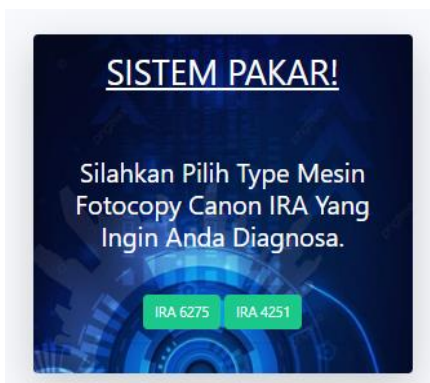 SISTEM PAKAR!
Silahkan Pilih Type Mesin
Fotocopy Canon IRA Yang
Ingin Anda Diagnosa.
IRA 6275 IRA 4251